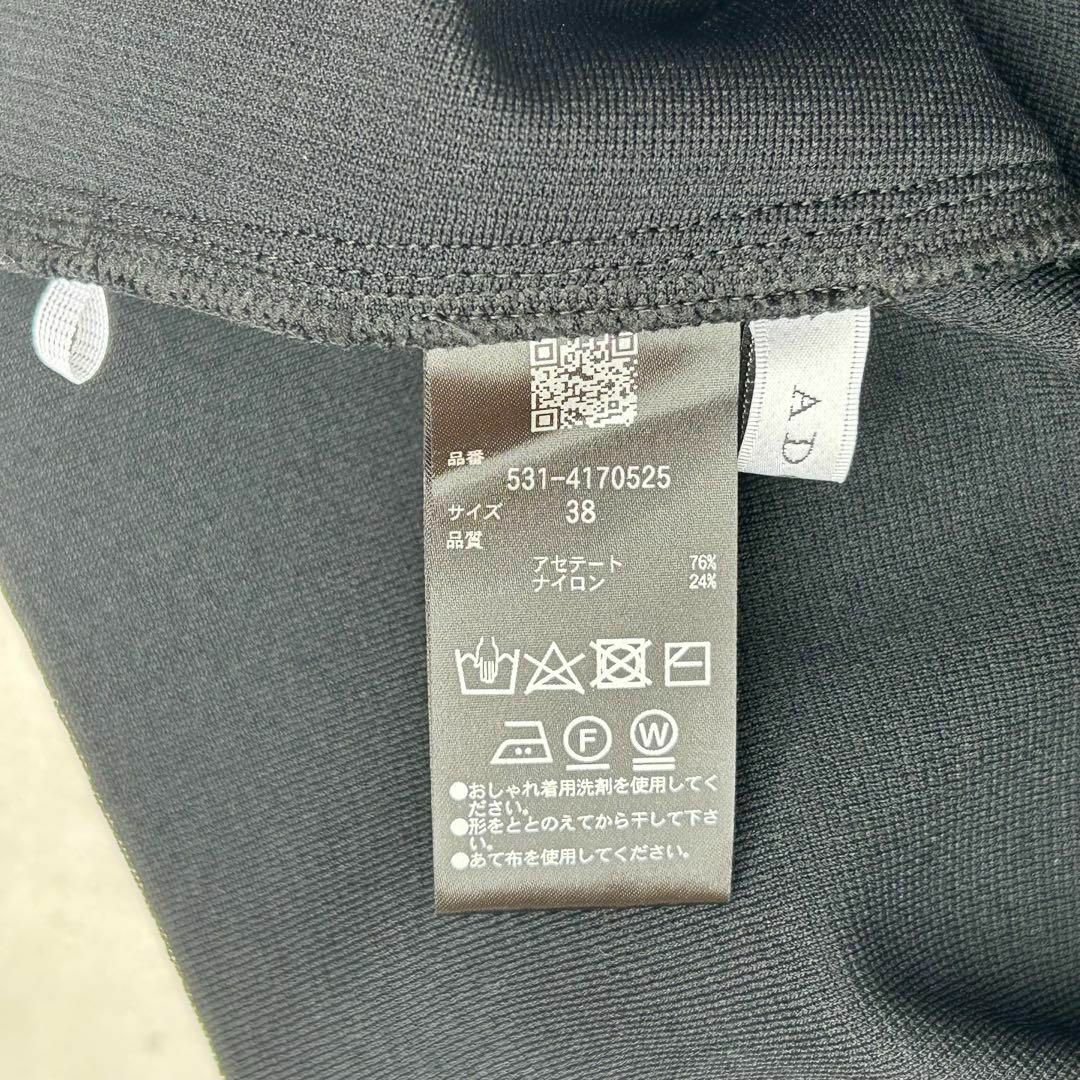 品番
531-4170525
サイズ 38
品質
アセテート 76%
ナイロン 24%
F W
●おしゃれ着用洗剤を使用してく
ださい。
●形をととのえてから干して下さ
い。
●あて布を使用してください。
AD